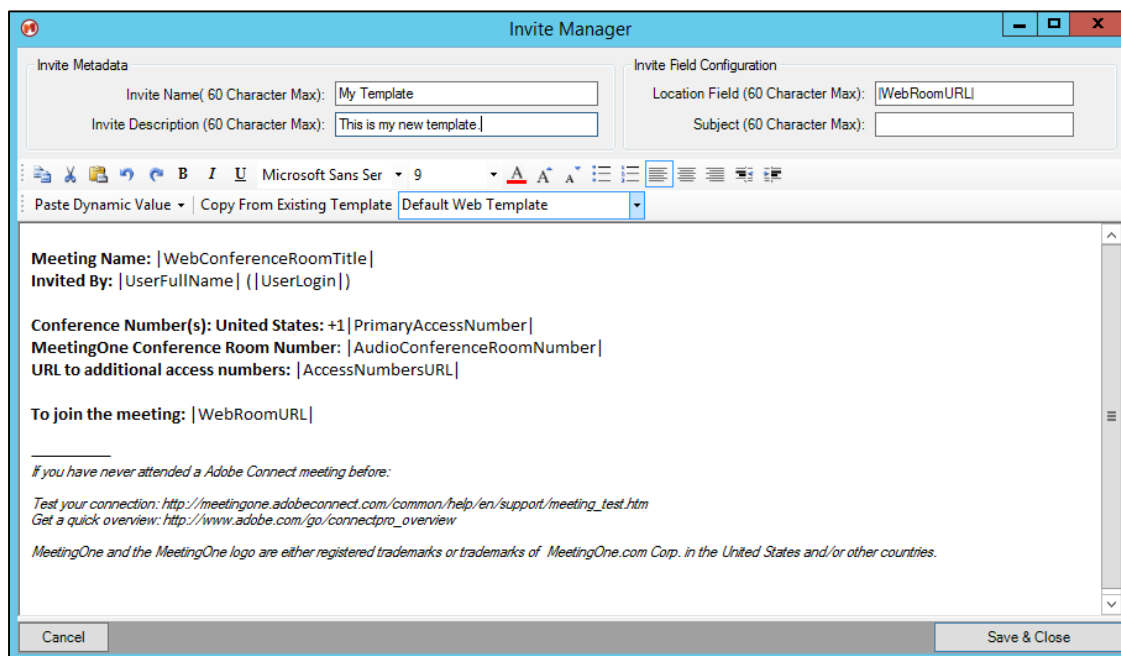 Invite Manager
Invite Metadata
Invite Name( 60 Character Max): My Template
Invite Description (60 Character Max): This is my new template.
Invite Field Configuration
Location Field (60 Character Max): |WebRoomURL|
Subject (60 Character Max):
B I U Microsoft Sans Ser 9 A A A
Paste Dynamic Value Copy From Existing Template Default Web Template
Meeting Name: |WebConferenceRoomTitle|
Invited By: |UserFullName| (|UserLogin|)
Conference Number(s): United States: +1|PrimaryAccessNumber|
MeetingOne Conference Room Number: |AudioConferenceRoomNumber|
URL to additional access numbers: |AccessNumbersURL|
To join the meeting: |WebRoomURL|
If you have never attended a Adobe Connect meeting before:
Test your connection: http://meetingone.adobeconnect.com/common/help/en/support/meeting_test.htm
Get a quick overview: http://www.adobe.com/go/connectpro_overview
MeetingOne and the MeetingOne logo are either registered trademarks or trademarks of MeetingOne.com Corp. in the United States and/or other countries.
Cancel Save & Close